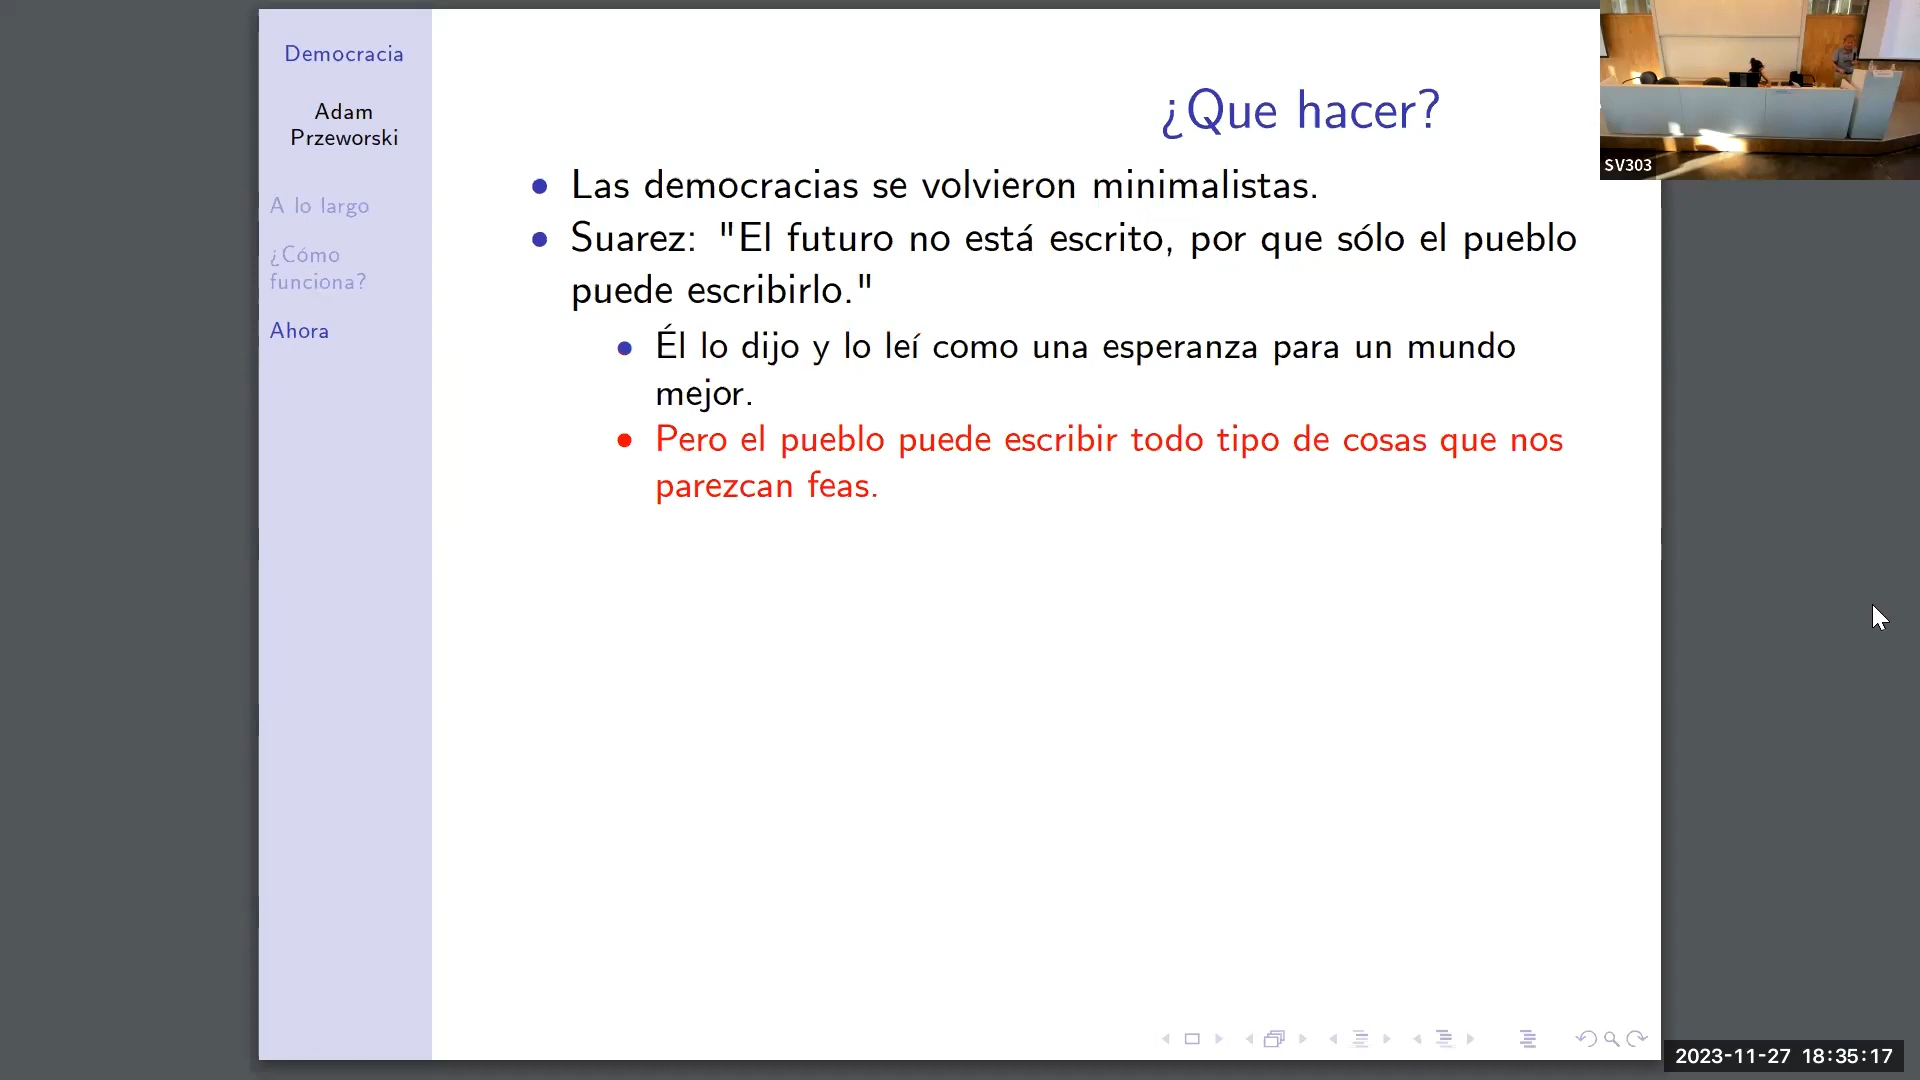 Democracia
Adam
Przeworski
A lo largo
¿Cómo
funciona?
Ahora
¿Que hacer?
Las democracias se volvieron minimalistas.
Suarez: "El futuro no está escrito, por que sólo el pueblo
puede escribirlo."
Él lo dijo y lo leí como una esperanza para un mundo
mejor.
Pero el pueblo puede escribir todo tipo de cosas que nos
parezcan feas.
SV303
2023-11-27 18:35:17